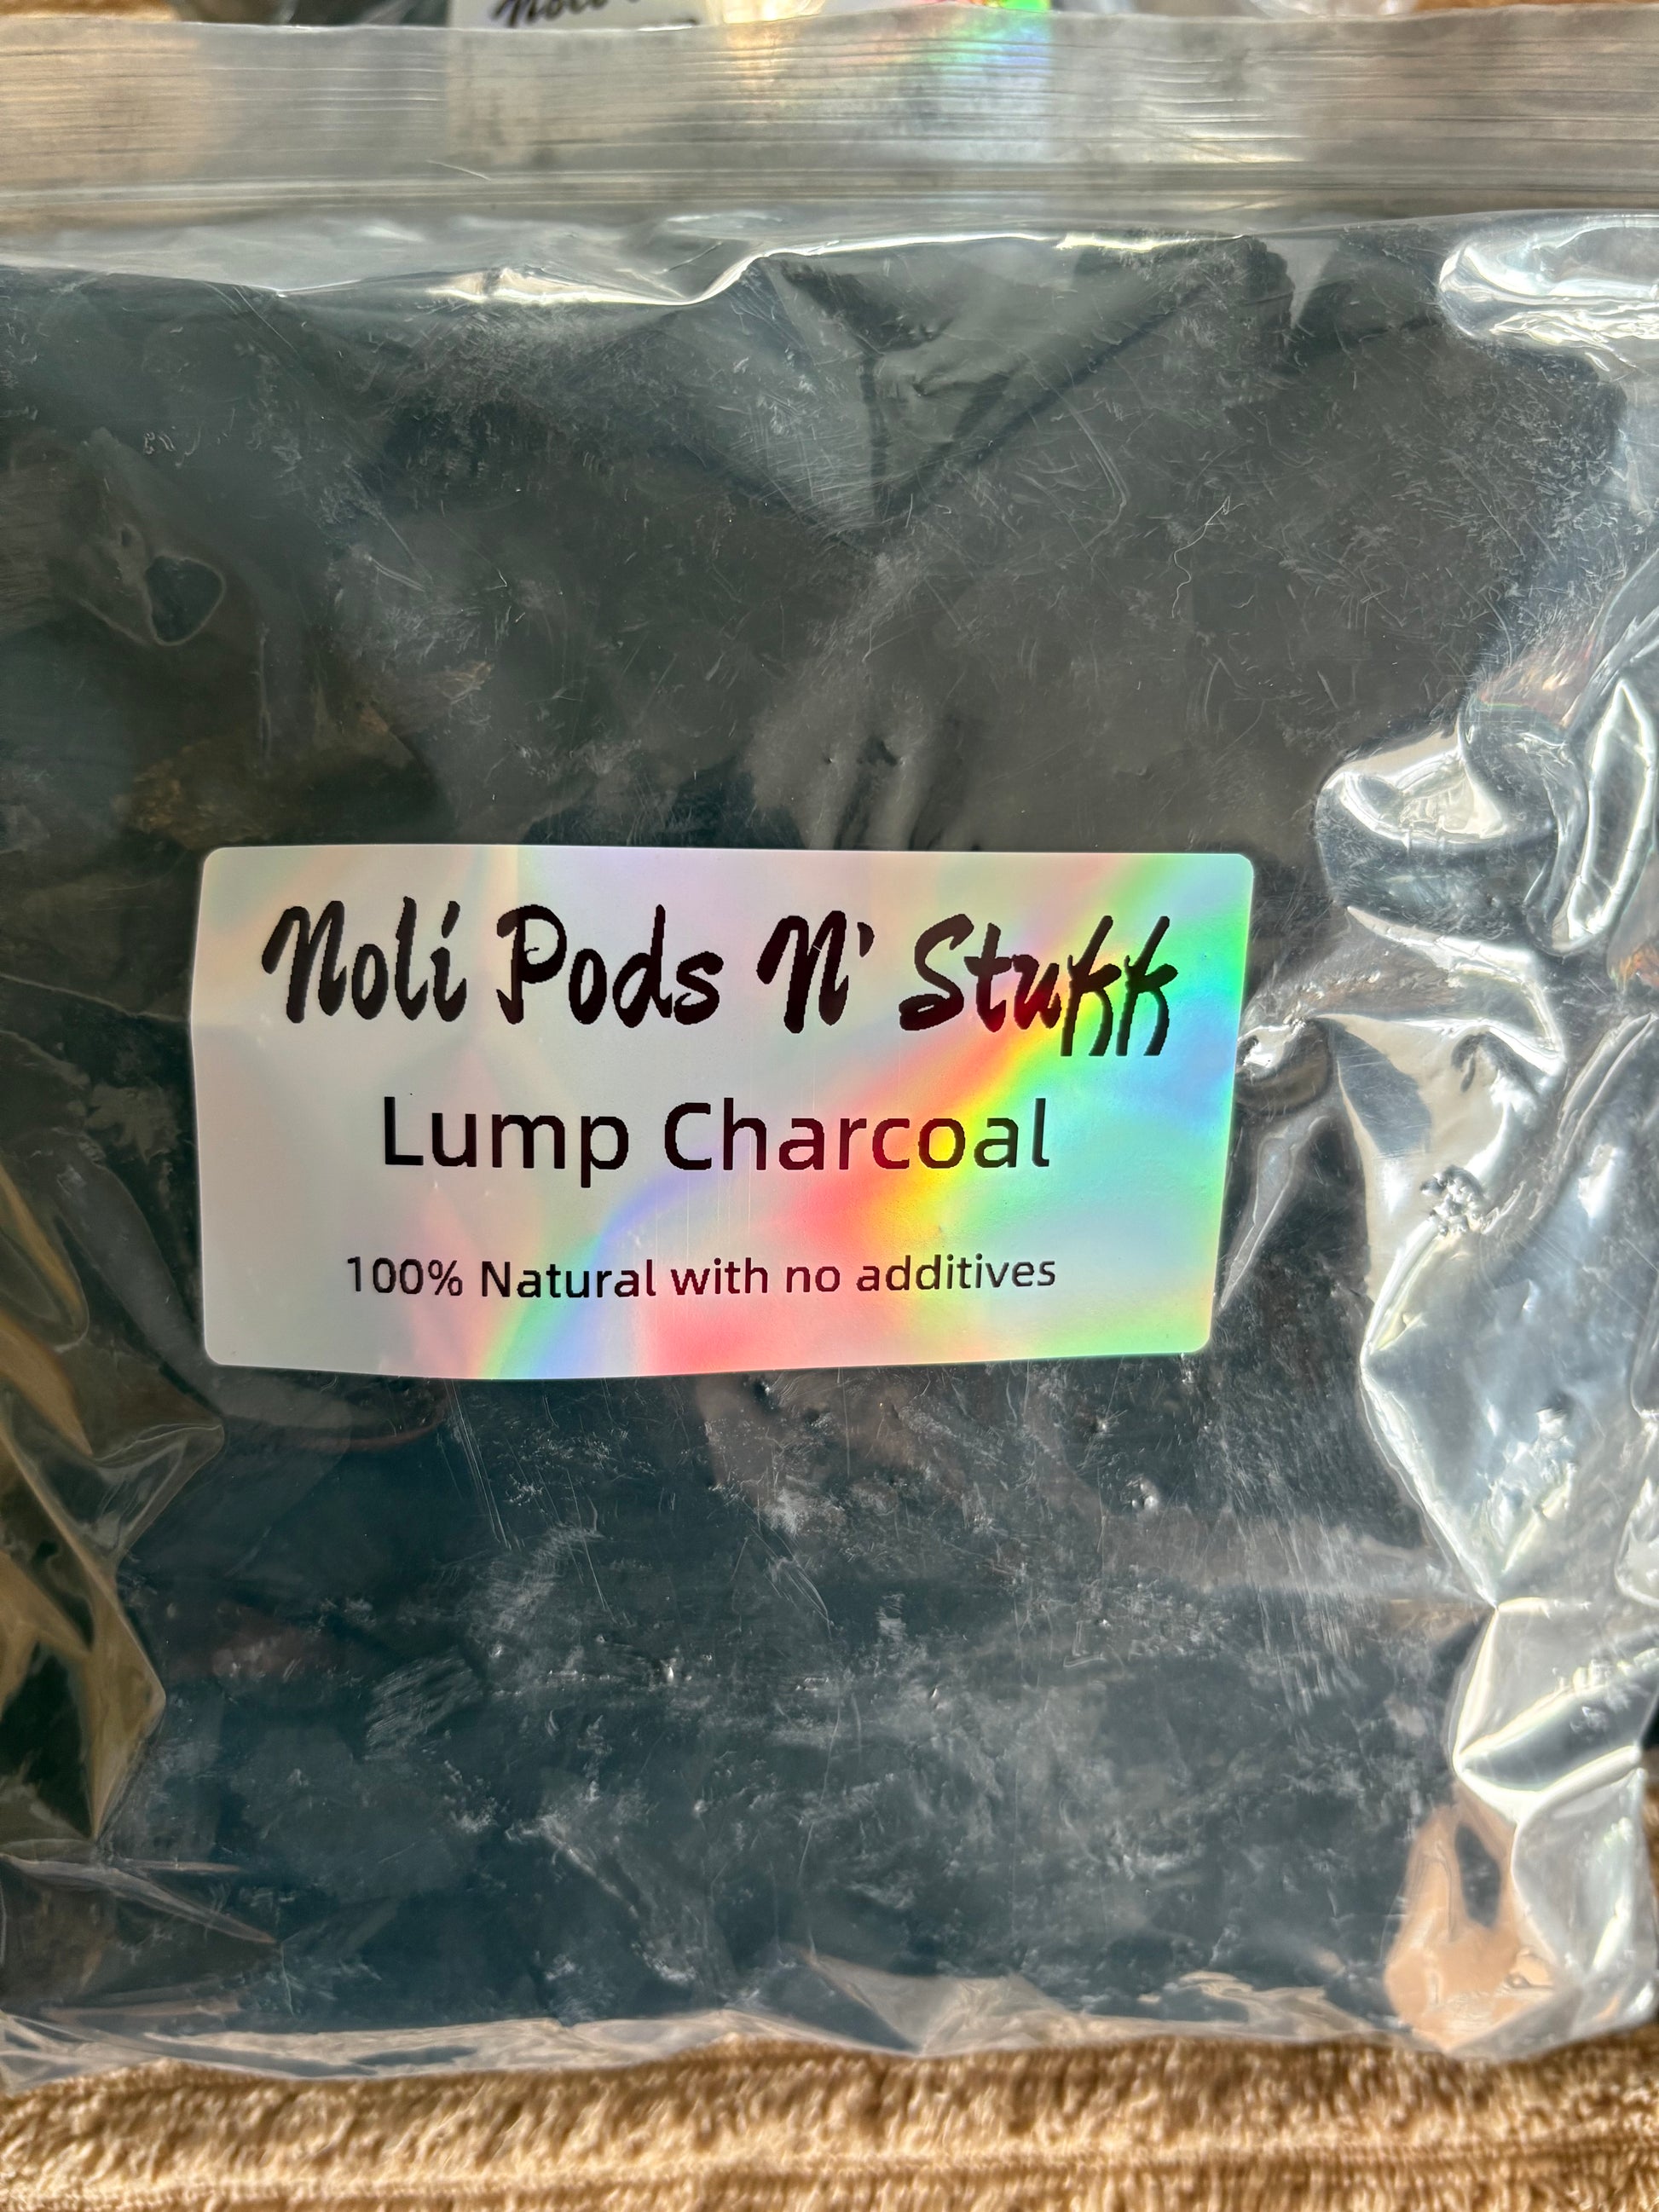 Noli Pods N' Stuff
Lump Charcoal
100% Natural with no additives